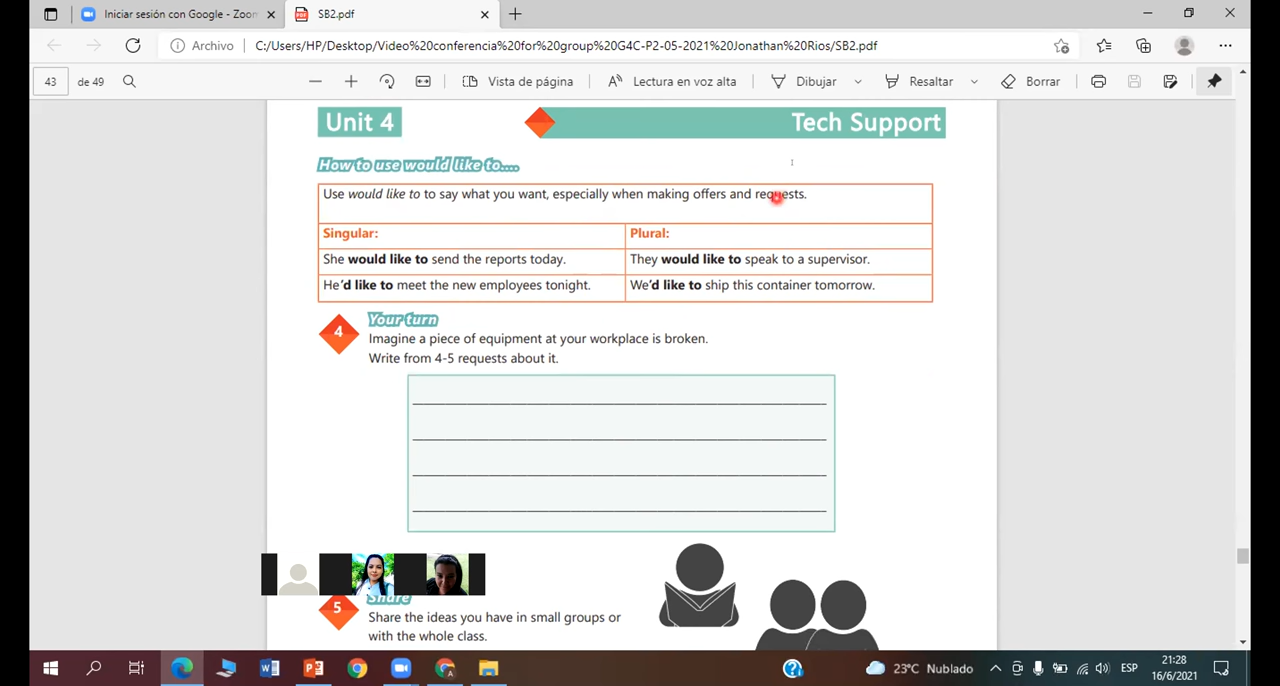 Iniciar sesión con Google - Zoom
SB2.pdf
Archivo
C:/Users/HP/Desktop/Video%20conferencia%20for%20group%20G4C-P2-05-2021%20Jonathan%20Rios/SB2.pdf
43 de 49
Vista de página
Lectura en voz alta
Dibujar
Resaltar
Borrar
Unit 4
Tech Support
How to use would like to....
Use would like to to say what you want, especially when making offers and requests.
Singular:
Plural:
She would like to send the reports today.
They would like to speak to a supervisor.
He'd like to meet the new employees tonight.
We'd like to ship this container tomorrow.
4
Your turn
Imagine a piece of equipment at your workplace is broken.
Write from 4-5 requests about it.
5
Share
Share the ideas you have in small groups or
with the whole class.
23°C Nublado
ESP
21:28
16/6/2021